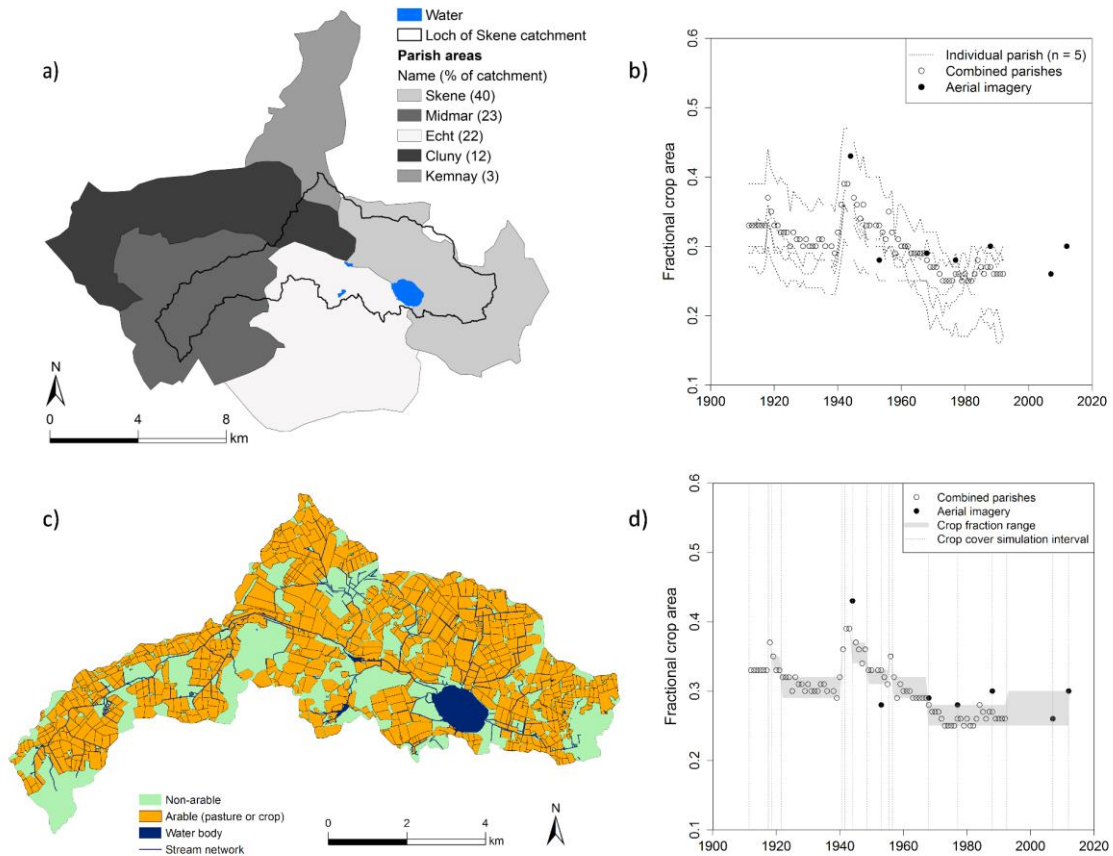 a)
Water
Loch of Skene catchment
Parish areas
Name (% of catchment)
Skene (40)
Midmar (23)
Echt (22)
Cluny (12)
Kemnay (3)
N
0 4 8
km
b)
Fractional crop area
0.6
0.5
0.4
0.3
0.2
0.1
Individual parish (n = 5)
Combined parishes
Aerial imagery
1900 1920 1940 1960 1980 2000 2020
c)
Non-arable
Arable (pasture or crop)
Water body
Stream network
0 2 4
km
N
d)
Fractional crop area
0.6
0.5
0.4
0.3
0.2
0.1
Combined parishes
Aerial imagery
Crop fraction range
Crop cover simulation interval
1900 1920 1940 1960 1980 2000 2020